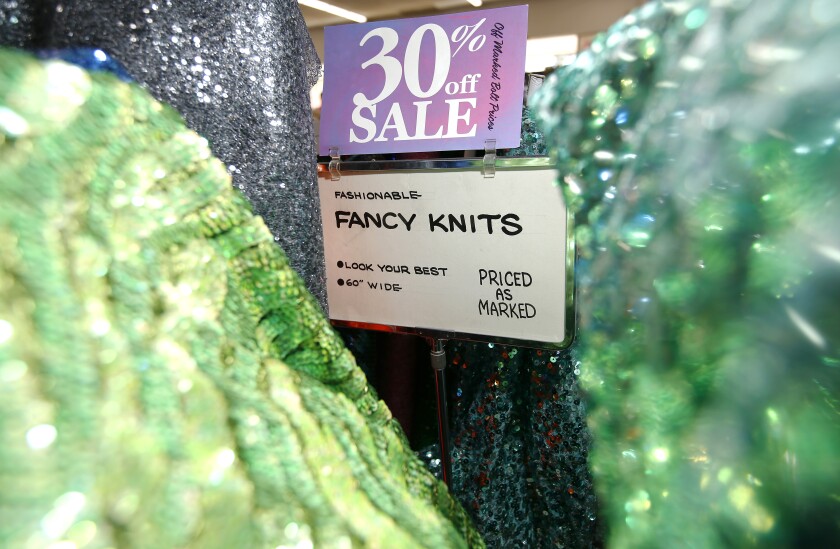 30% off
SALE
Off Marked Bolt Prices
FASHIONABLE
FANCY KNITS
●LOOK YOUR BEST
●60" WIDE
PRICED
AS
MARKED